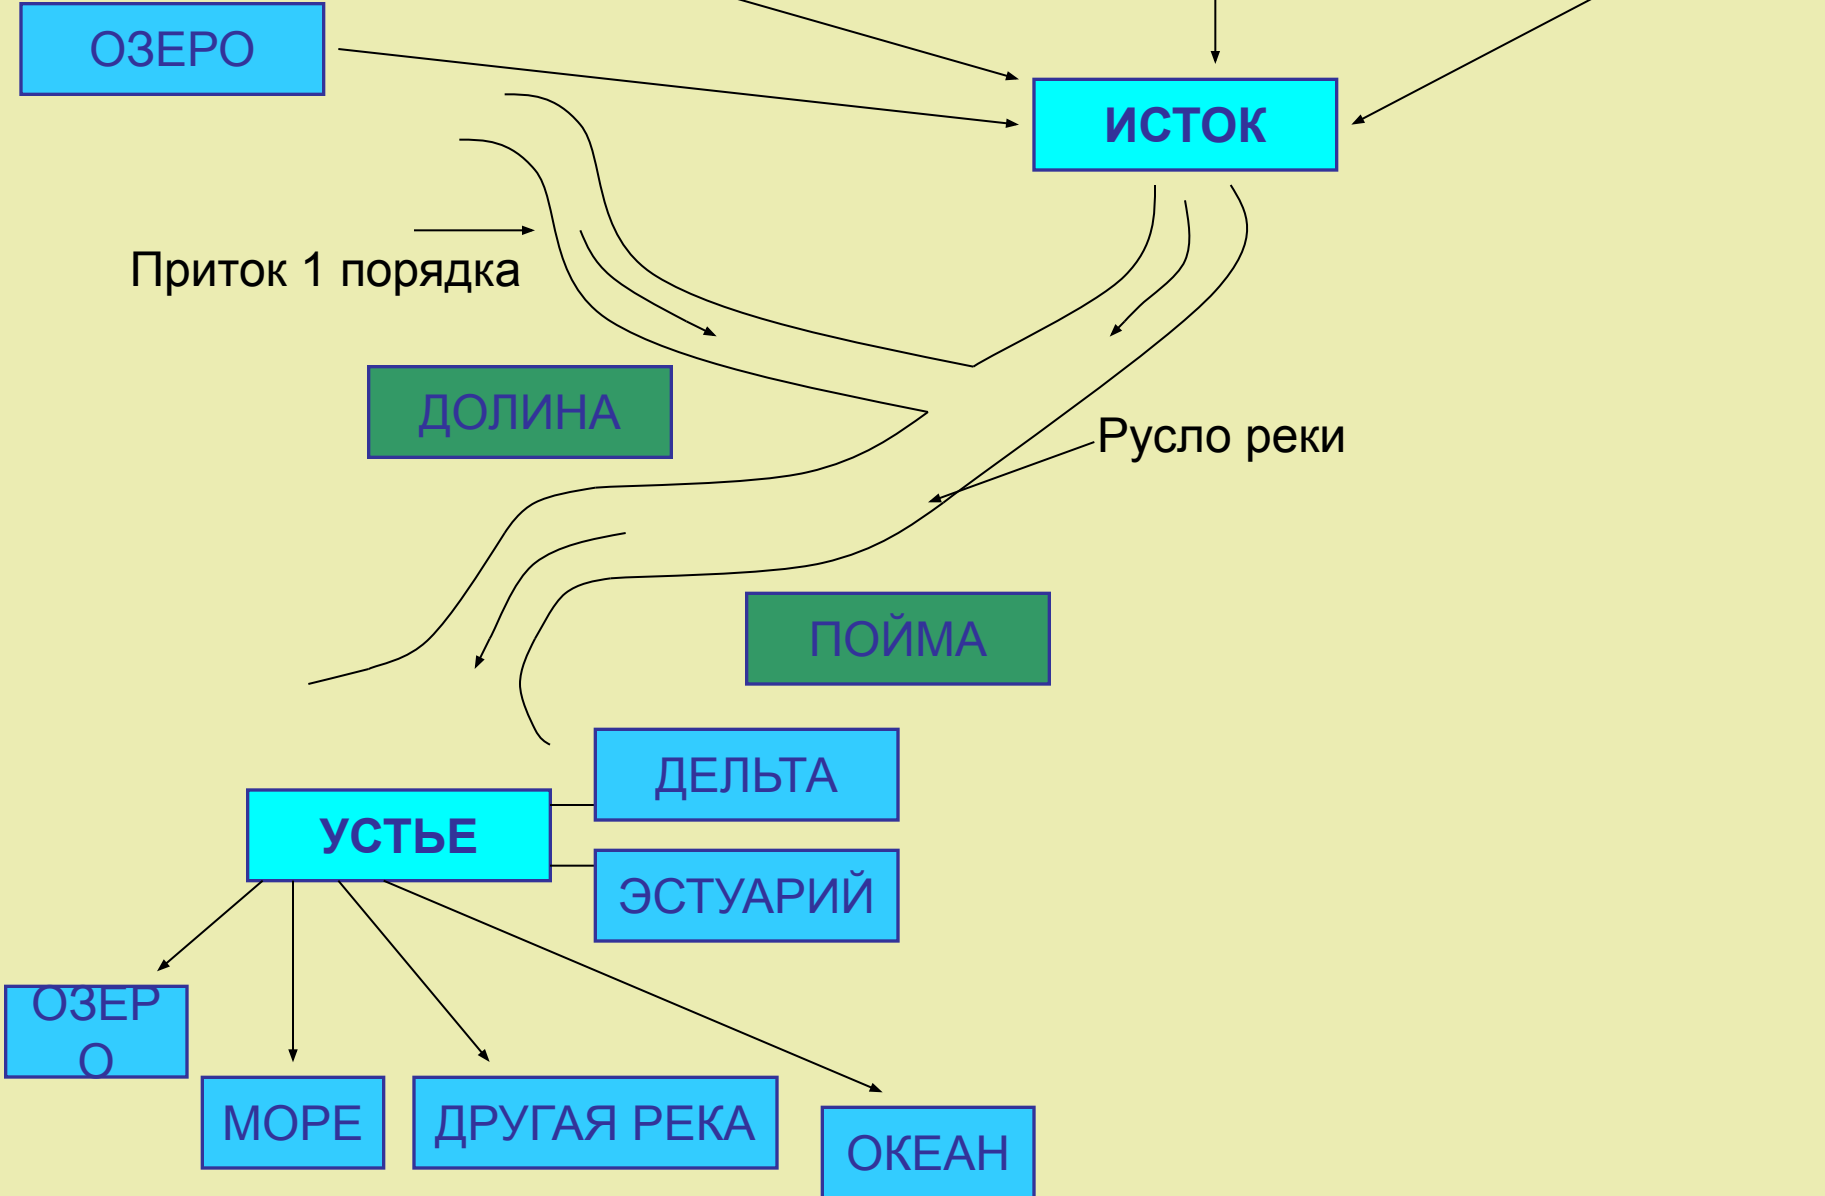 ОЗЕРО
ИСТОК
Приток 1 порядка
ДОЛИНА
Русло реки
ПОЙМА
ДЕЛЬТА
УСТЬЕ
ЭСТУАРИЙ
ОЗЕР
О
МОРЕ
ДРУГАЯ РЕКА
ОКЕАН